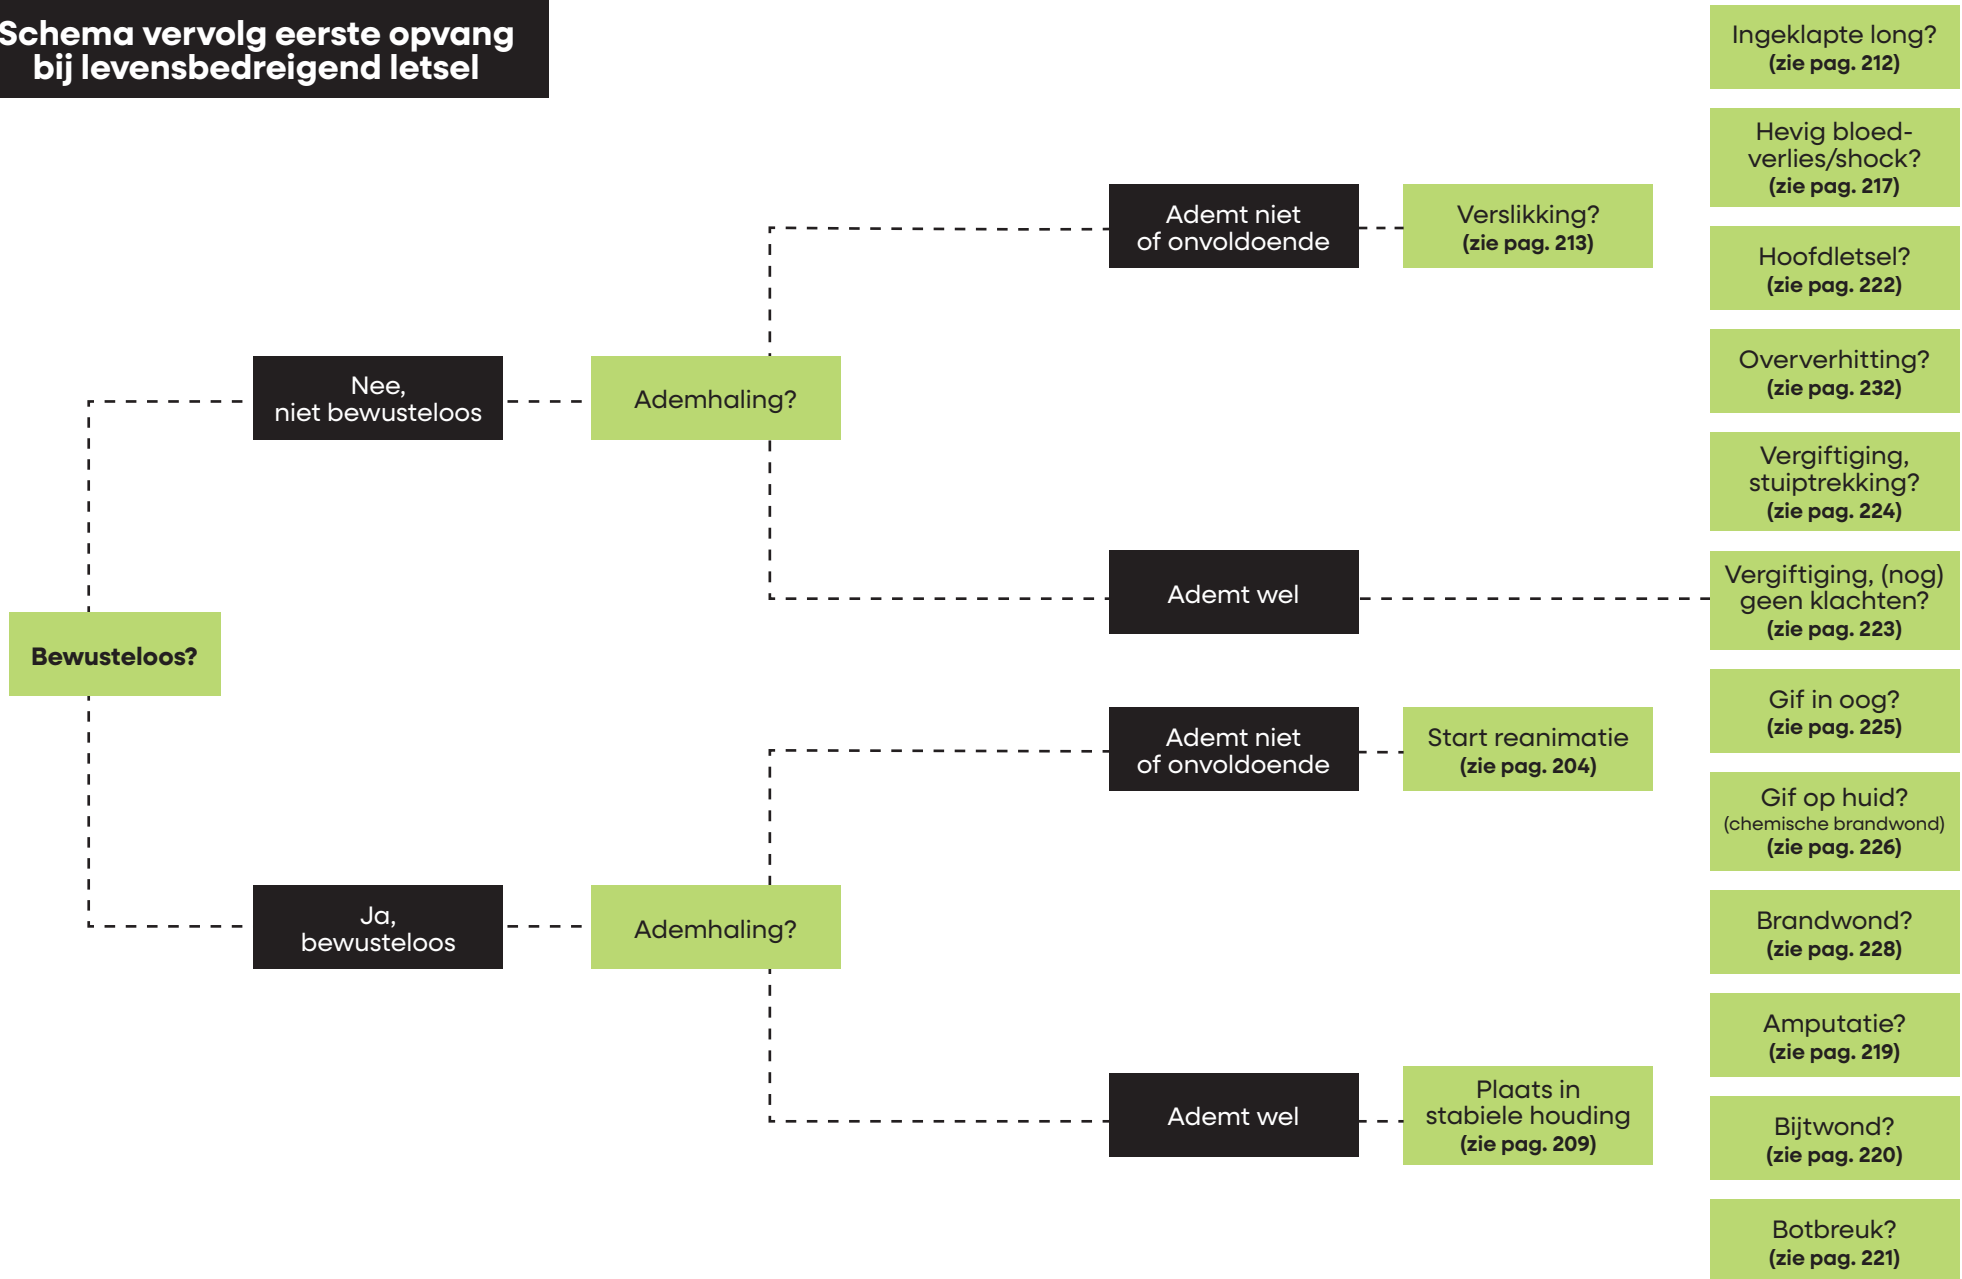 Schema vervolg eerste opvang
bij levensbedreigend letsel
Bewusteloos?
Nee,
niet bewusteloos
Ademhaling?
Ademt niet
of onvoldoende
Verslikking?
(zie pag. 213)
Ademt wel
Ja,
bewusteloos
Ademhaling?
Ademt niet
of onvoldoende
Start reanimatie
(zie pag. 204)
Ademt wel
Plaats in
stabiele houding
(zie pag. 209)
Ingeklapte long?
(zie pag. 212)
Hevig bloed-
verlies/shock?
(zie pag. 217)
Hoofdletsel?
(zie pag. 222)
Oververhitting?
(zie pag. 232)
Vergiftiging,
stuiptrekking?
(zie pag. 224)
Vergiftiging, (nog)
geen klachten?
(zie pag. 223)
Gif in oog?
(zie pag. 225)
Gif op huid?
(chemische brandwond)
(zie pag. 226)
Brandwond?
(zie pag. 228)
Amputatie?
(zie pag. 219)
Bijtwond?
(zie pag. 220)
Botbreuk?
(zie pag. 221)